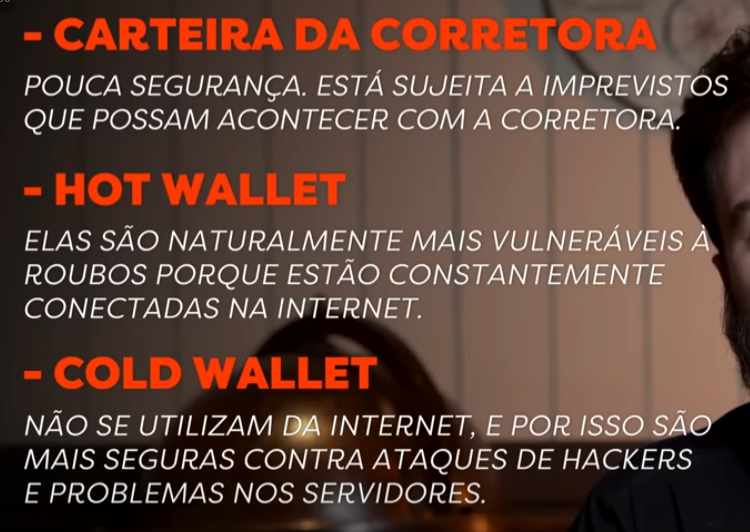 - CARTEIRA DA CORRETORA
POUCA SEGURANÇA. ESTÁ SUJEITA A IMPREVISTOS
QUE POSSAM ACONTECER COM A CORRETORA.
- HOT WALLET
ELAS SÃO NATURALMENTE MAIS VULNERÁVEIS À
ROUBOS PORQUE ESTÃO CONSTANTEMENTE
CONECTADAS NA INTERNET.
- COLD WALLET
NÃO SE UTILIZAM DA INTERNET, E POR ISSO SÃO
MAIS SEGURAS CONTRA ATAQUES DE HACKERS
E PROBLEMAS NOS SERVIDORES.